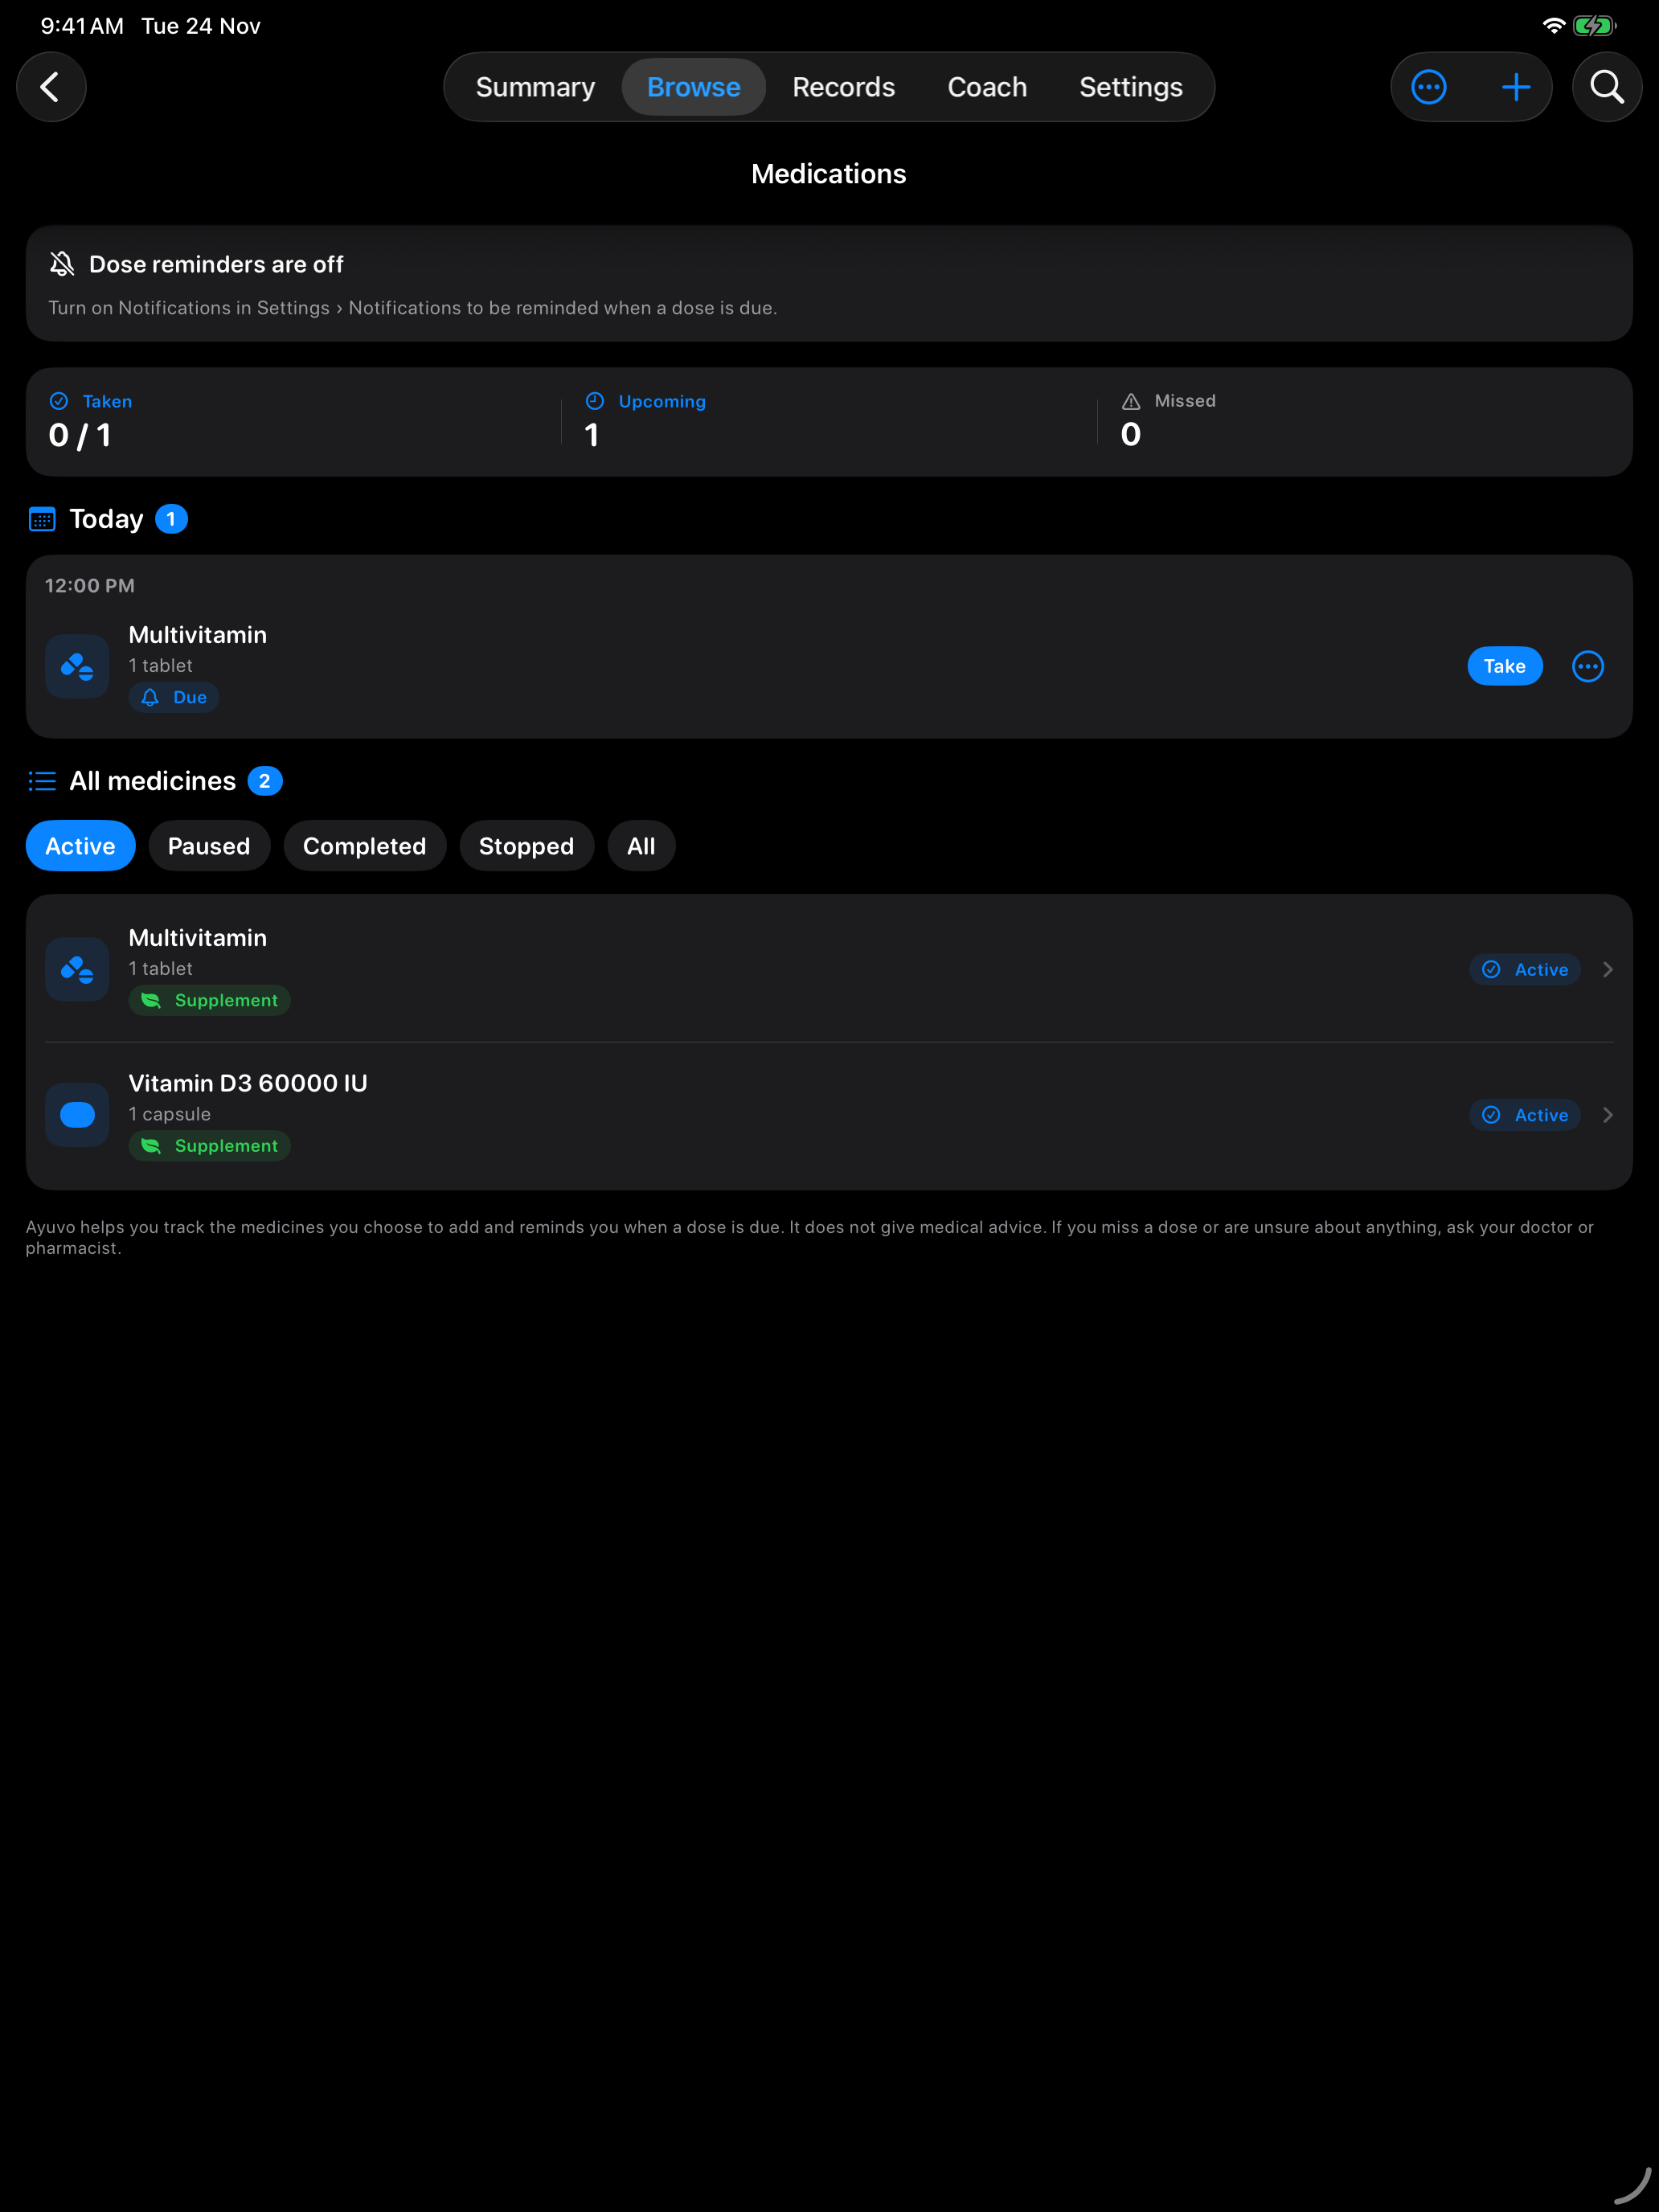 9:41 AM Tue 24 Nov
Summary Browse Records Coach Settings
Medications
Dose reminders are off
Turn on Notifications in Settings › Notifications to be reminded when a dose is due.
Taken Upcoming Missed
0 / 1 1 0
Today 1
12:00 PM
Multivitamin
1 tablet
Due
Take
All medicines 2
Active Paused Completed Stopped All
Multivitamin
1 tablet
Supplement
Active
Vitamin D3 60000 IU
1 capsule
Supplement
Active
Ayuvo helps you track the medicines you choose to add and reminds you when a dose is due. It does not give medical advice. If you miss a dose or are unsure about anything, ask your doctor or
pharmacist.